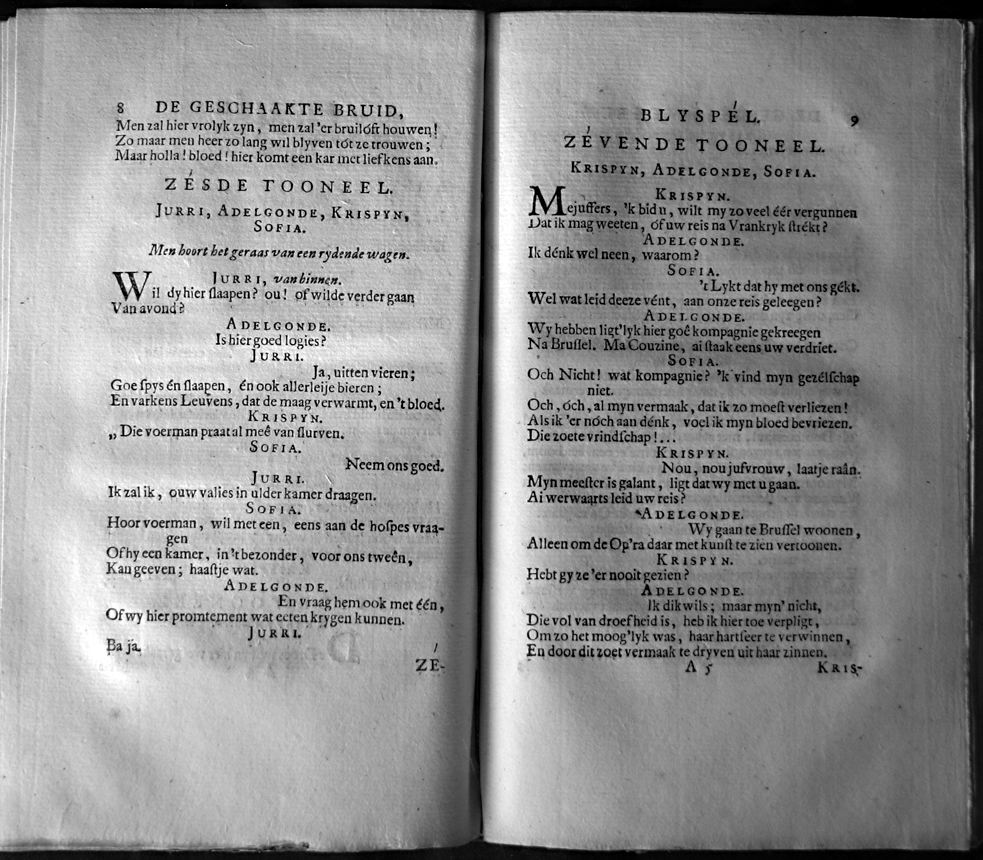 8 DE GESCHAAKTE BRUID,
Men zal hier vrolyk zyn, men zal 'er bruilóft houwen!
Zo maar men heer zo lang wil blyven tót ze trouwen;
Maar holla! bloed! hier komt een kar met liefkens aan.
ZÉSDE TOONEEL.
JURRI, ADELGONDE, KRISPYN,
SOFIA.
Men hoort het geraas van een rydende wagen.
JURRI, van binnen.
Wil dy hier slaapen? ou! of wilde verder gaan
Van avond?
ADELGONDE.
Is hier goed logies?
JURRI.
Ja, uitten vieren;
Goe spys én slaapen, én ook allerleije bieren;
En varkens Leuvens, dat de maag verwarmt, en 't bloed.
KRISPYN.
„ Die voerman praat al meê van slurven.
SOFIA.
Neem ons goed.
JURRI.
Ik zal ik, ouw valies in ulder kamer draagen.
SOFIA.
Hoor voerman, wil met een, eens aan de hospes vraa-
gen
Of hy een kamer, in 't bezonder, voor ons tweên,
Kan geeven; haastje wat.
ADELGONDE.
En vraag hem ook met één,
Of wy hier promtement wat eeten krygen kunnen.
JURRI.
Ba ja.
ZE-
BLYSPÉL. 9
ZÉVENDE TOONEEL.
KRISPYN, ADELGONDE, SOFIA.
KRISPYN.
Mejuffers, 'k bid u, wilt my zo veel éér vergunnen
Dat ik mag weeten, óf uw reis na Vrankryk strékt?
ADELGONDE.
Ik dénk wel neen, waarom?
SOFIA.
't Lykt dat hy met ons gékt.
Wel wat leid deeze vént, aan onze reis geleegen?
ADELGONDE.
Wy hebben ligt'lyk hier goê kompagnie gekreegen
Na Brussel. Ma Couzine, ai staak eens uw verdriet.
SOFIA.
Och Nicht! wat kompagnie? 'k vind myn gezélschap
niet.
Och, óch, al myn vermaak, dat ik zo moest verliezen!
Als ik 'er nóch aan dénk, voel ik myn bloed bevriezen.
Die zoete vrindschap!...
KRISPYN.
Nou, nou jufvrouw, laatje raân.
Myn meester is galant, ligt dat wy met u gaan.
Ai werwaarts leid uw reis?
ADELGONDE.
Wy gaan te Brussel woonen,
Alleen om de Op'ra daar met kunst te zien vertoonen.
KRISPYN.
Hebt gy ze 'er nooit gezien?
ADELGONDE.
Ik dikwils; maar myn' nicht,
Die vol van droefheid is, heb ik hier toe verpligt,
Om zo het moog'lyk was, haar hartseer te verwinnen,
En door dit zoet vermaak te dryven uit haar zinnen.
A 5 KRIS-